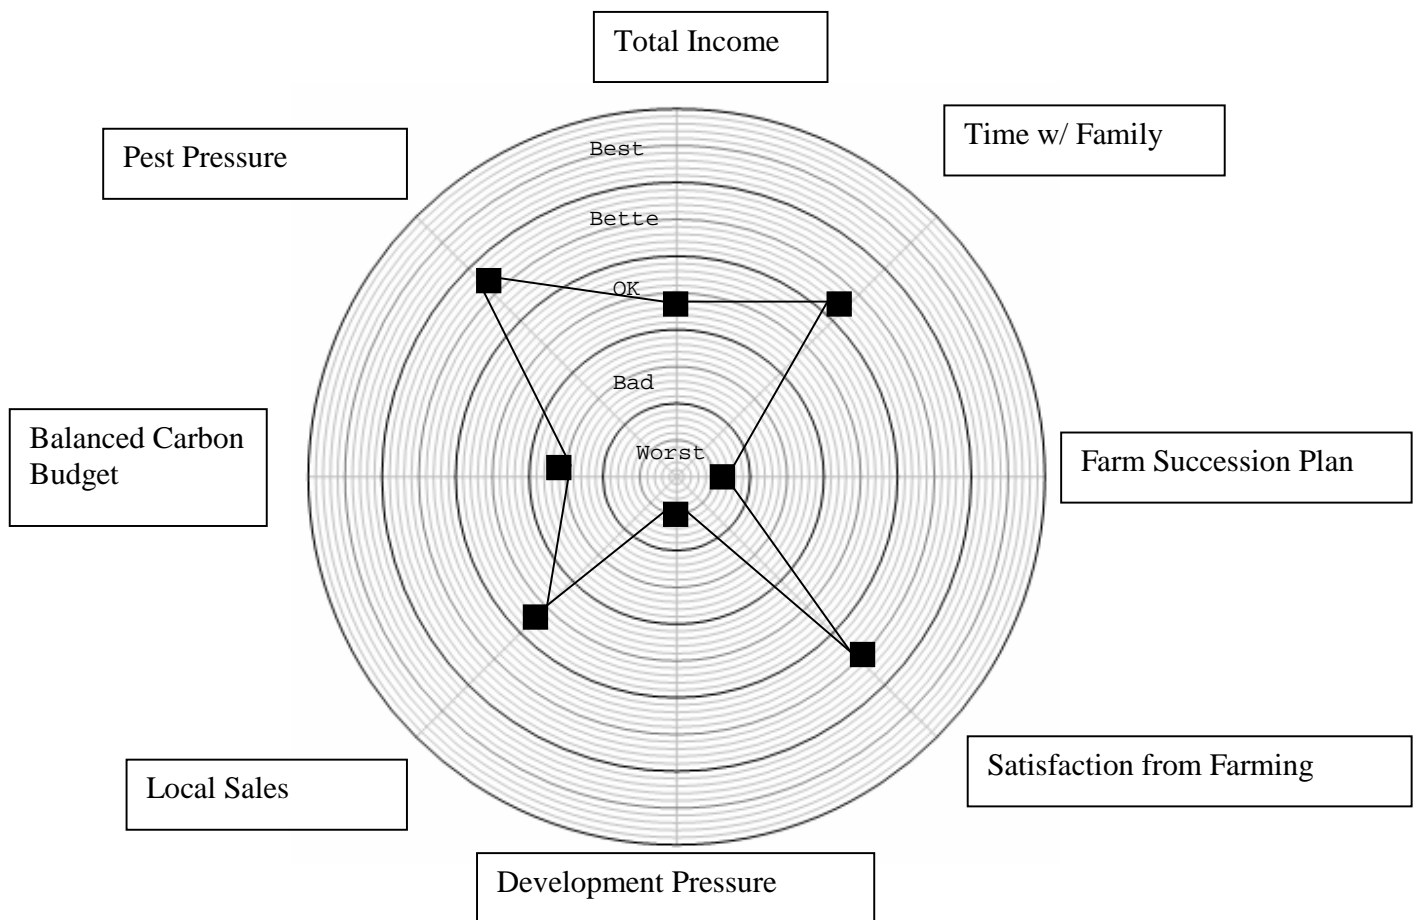 Total Income
Time w/ Family
Pest Pressure
Best
Bette
OK
Bad
Worst
Balanced Carbon
Budget
Farm Succession Plan
Satisfaction from Farming
Local Sales
Development Pressure